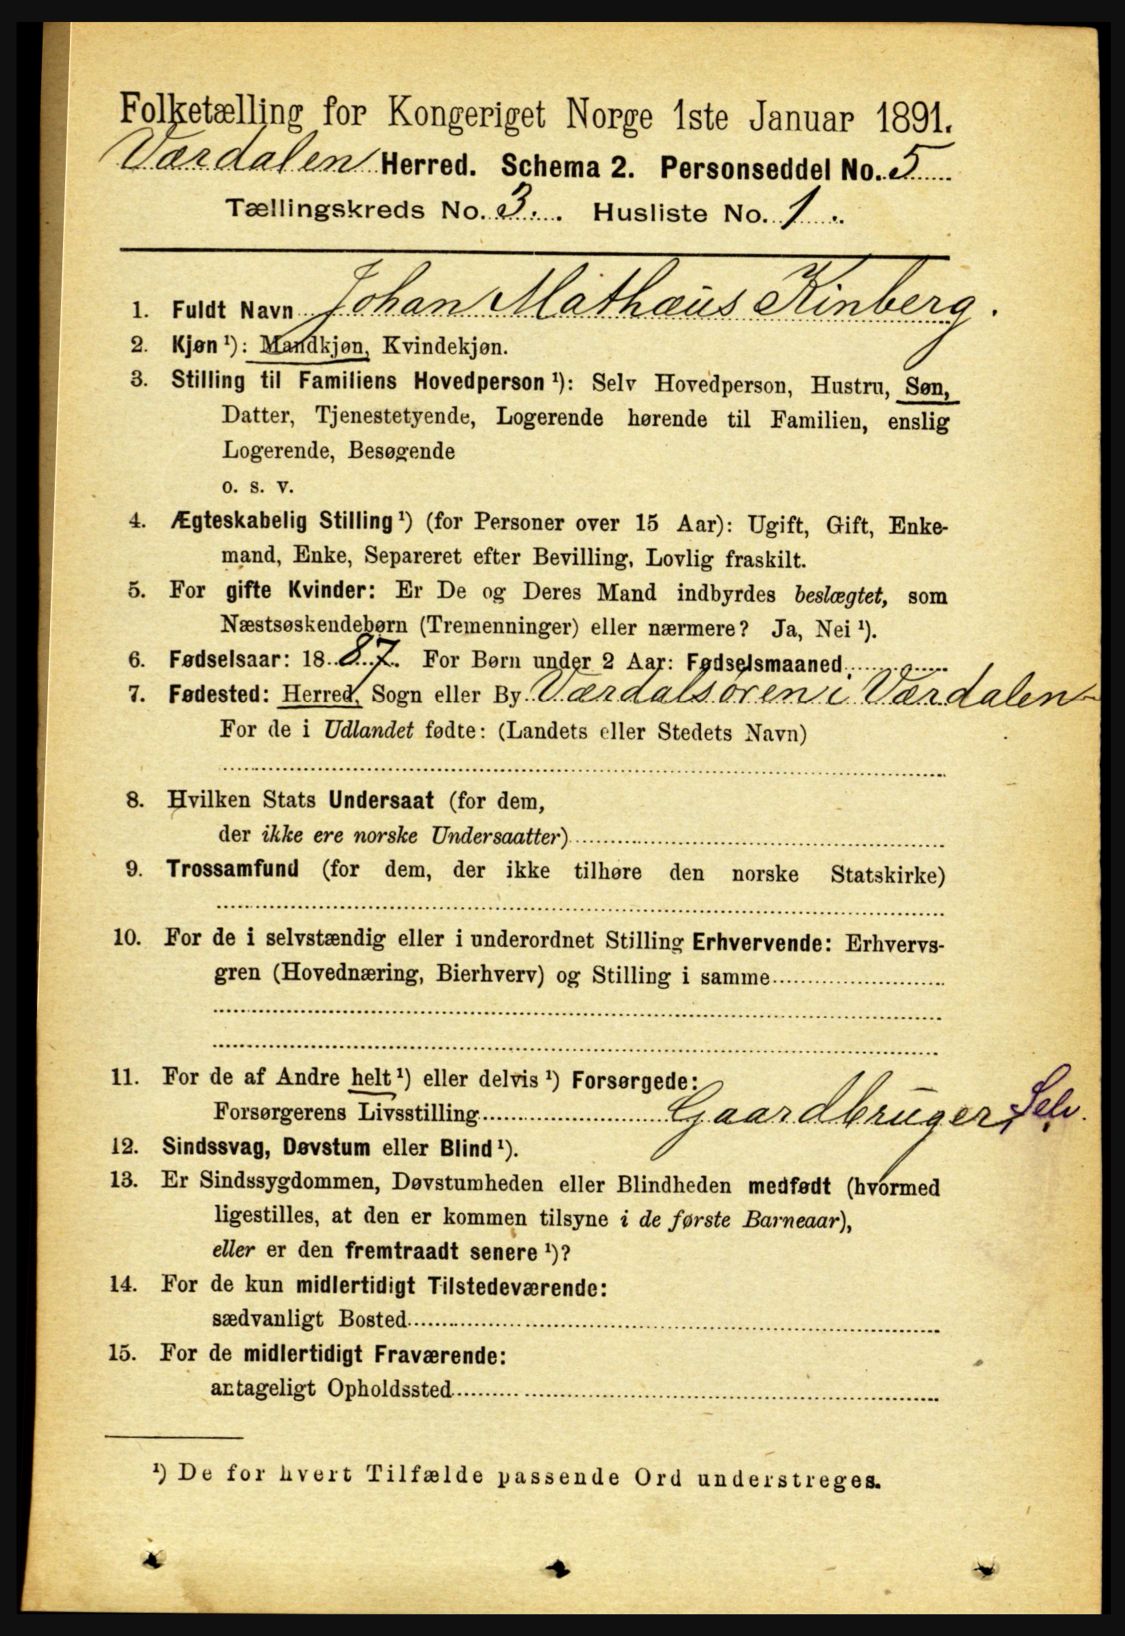 Folketælling for Kongeriget Norge 1ste Januar 1891.
Værdalen Herred. Schema 2. Personseddel No. 5
Tællingskreds No. 3. Husliste No. 1.
1. Fuldt Navn Johan Mathæus Kinberg.
2. Kjøn ¹): Mandkjøn, Kvindekjøn.
3. Stilling til Familiens Hovedperson ¹): Selv Hovedperson, Hustru, Søn,
Datter, Tjenestetyende, Logerende hørende til Familien, enslig
Logerende, Besøgende
o. s. v.
4. Ægteskabelig Stilling ¹) (for Personer over 15 Aar): Ugift, Gift, Enke-
mand, Enke, Separeret efter Bevilling, Lovlig fraskilt.
5. For gifte Kvinder: Er De og Deres Mand indbyrdes beslægtet, som
Næstsøskendebørn (Tremenninger) eller nærmere? Ja, Nei ¹).
6. Fødselsaar: 1887. For Børn under 2 Aar: Fødselsmaaned
7. Fødested: Herred, Sogn eller By Værdalsøren i Værdalen
For de i Udlandet fødte: (Landets eller Stedets Navn)
8. Hvilken Stats Undersaat (for dem,
der ikke ere norske Undersaatter)
9. Trossamfund (for dem, der ikke tilhøre den norske Statskirke)
10. For de i selvstændig eller i underordnet Stilling Erhvervende: Erhvervs-
gren (Hovednæring, Bierhverv) og Stilling i samme
11. For de af Andre helt ¹) eller delvis ¹) Forsørgede:
Forsørgerens Livsstilling Gaardbruger, Selv.
12. Sindssvag, Døvstum eller Blind ¹).
13. Er Sindssygdommen, Døvstumheden eller Blindheden medfødt (hvormed
ligestilles, at den er kommen tilsyne i de første Barneaar),
eller er den fremtraadt senere ¹)?
14. For de kun midlertidigt Tilstedeværende:
sædvanligt Bosted
15. For de midlertidigt Fraværende:
antageligt Opholdssted
¹) De for hvert Tilfælde passende Ord understreges.